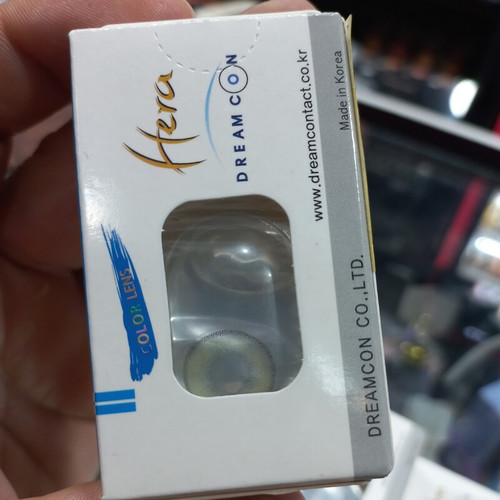 Hera
DREAM CON
COLOR LENS
www.dreamcontact.co.kr
Made in Korea
DREAMCON CO.,LTD.